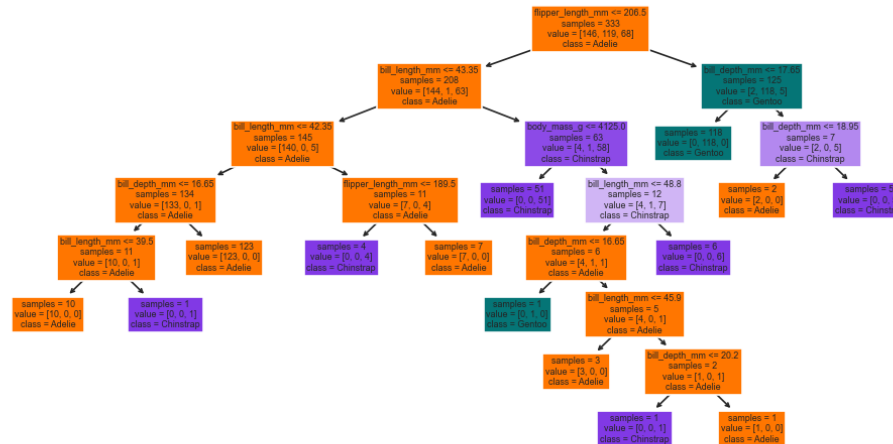 flipper_length_mm <= 206.5
samples = 333
value = [146, 119, 68]
class = Adelie
bill_length_mm <= 43.35
samples = 208
value = [144, 1, 63]
class = Adelie
bill_depth_mm <= 17.65
samples = 125
value = [2, 118, 5]
class = Gentoo
bill_length_mm <= 42.35
samples = 145
value = [140, 0, 5]
class = Adelie
body_mass_g <= 4125.0
samples = 63
value = [4, 1, 58]
class = Chinstrap
samples = 118
value = [0, 118, 0]
class = Gentoo
bill_depth_mm <= 18.95
samples = 7
value = [2, 0, 5]
class = Chinstrap
bill_depth_mm <= 16.65
samples = 134
value = [133, 0, 1]
class = Adelie
flipper_length_mm <= 189.5
samples = 11
value = [7, 0, 4]
class = Adelie
samples = 51
value = [0, 0, 51]
class = Chinstrap
bill_length_mm <= 48.8
samples = 12
value = [4, 1, 7]
class = Chinstrap
samples = 2
value = [2, 0, 0]
class = Adelie
samples = 5
value = [0, 0,
class = Chinstrap
bill_length_mm <= 39.5
samples = 11
value = [10, 0, 1]
class = Adelie
samples = 123
value = [123, 0, 0]
class = Adelie
samples = 4
value = [0, 0, 4]
class = Chinstrap
samples = 7
value = [7, 0, 0]
class = Adelie
bill_depth_mm <= 16.65
samples = 6
value = [4, 1, 1]
class = Adelie
samples = 6
value = [0, 0, 6]
class = Chinstrap
samples = 10
value = [10, 0, 0]
class = Adelie
samples = 1
value = [0, 0, 1]
class = Chinstrap
samples = 1
value = [0, 1, 0]
class = Gentoo
bill_length_mm <= 45.9
samples = 5
value = [4, 0, 1]
class = Adelie
samples = 3
value = [3, 0, 0]
class = Adelie
bill_depth_mm <= 20.2
samples = 2
value = [1, 0, 1]
class = Adelie
samples = 1
value = [0, 0, 1]
class = Chinstrap
samples = 1
value = [1, 0, 0]
class = Adelie